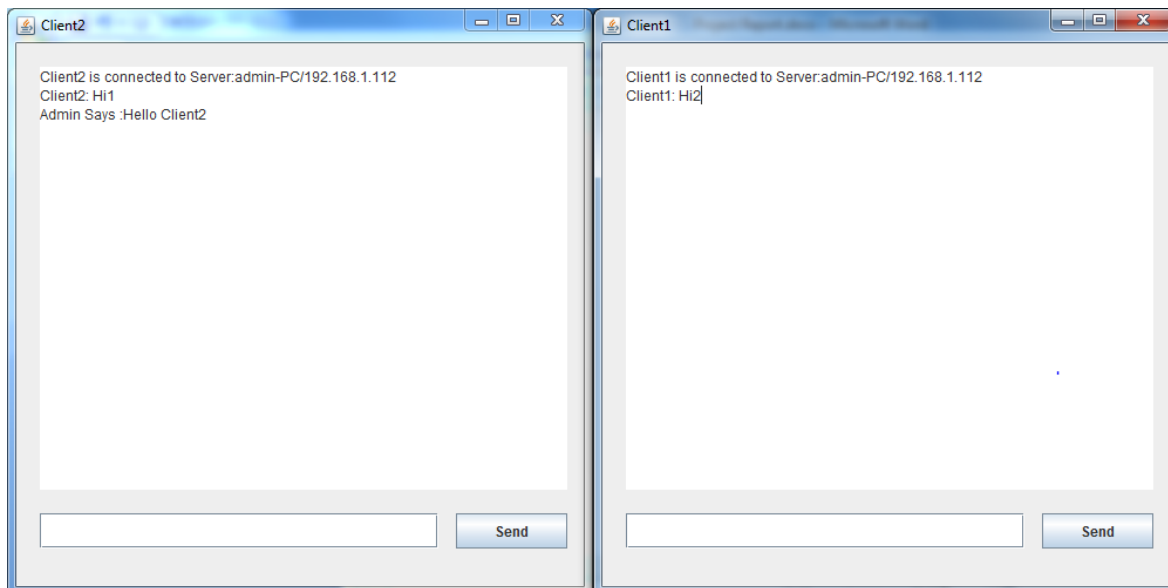 Client2
Client2 is connected to Server:admin-PC/192.168.1.112
Client2: Hi1
Admin Says :Hello Client2
Send
Client1
Client1 is connected to Server:admin-PC/192.168.1.112
Client1: Hi2
Send